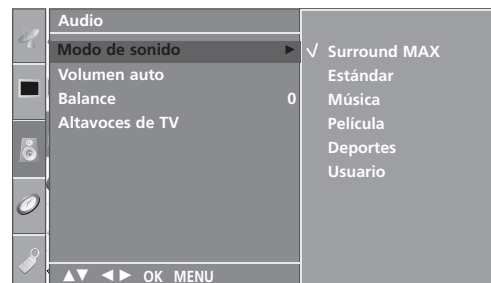 Audio
Modo de sonido ►
Volumen auto
Balance 0
Altavoces de TV
√ Surround MAX
Estándar
Música
Película
Deportes
Usuario
▲▼ ◄► OK MENU